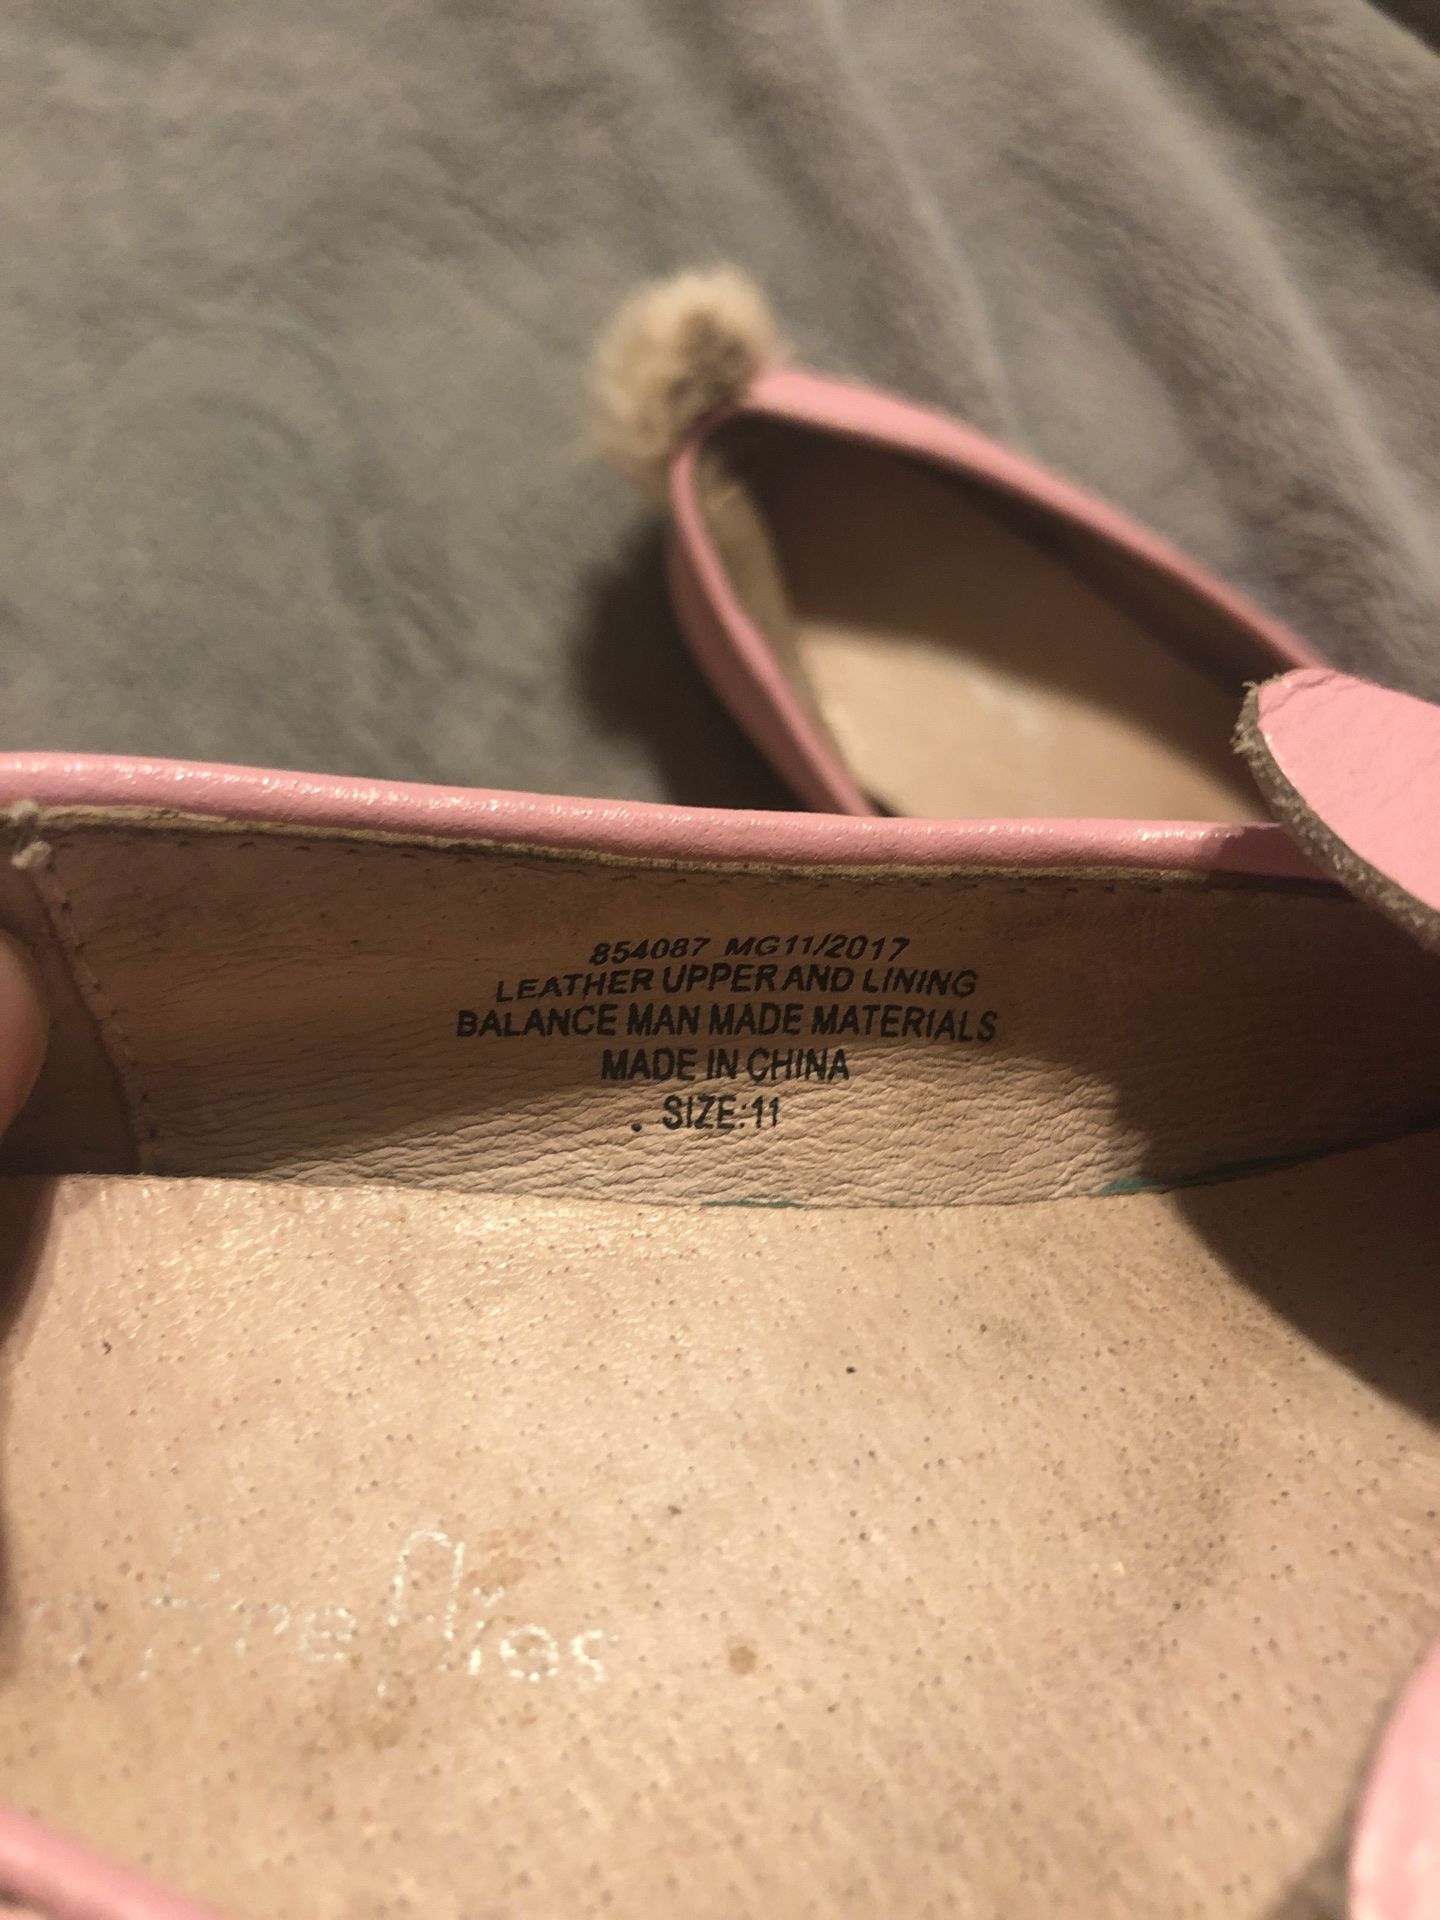 854087 MG11/2017
LEATHER UPPER AND LINING
BALANCE MAN MADE MATERIALS
MADE IN CHINA
. SIZE:11